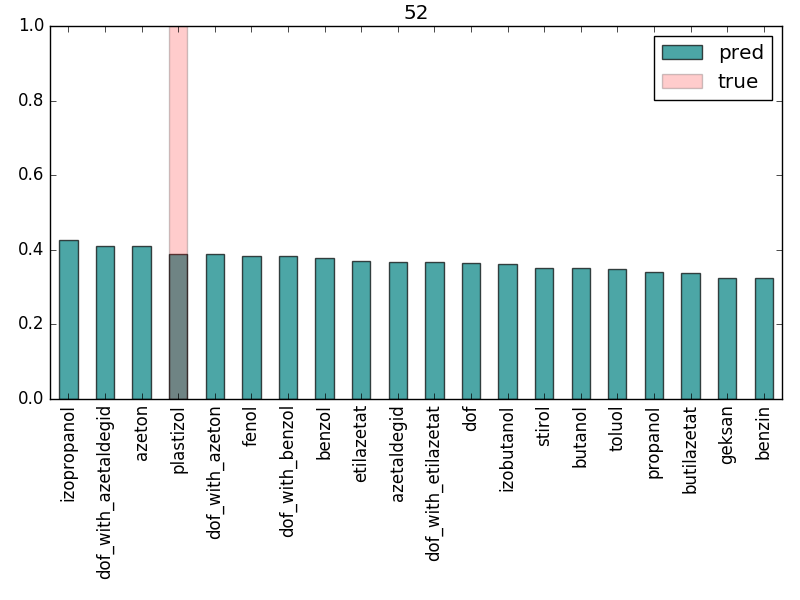 52
1.0
0.8
0.6
0.4
0.2
0.0
pred
true
izopropanol
dof_with_azetaldegid
azeton
plastizol
dof_with_azeton
fenol
dof_with_benzol
benzol
etilazetat
azetaldegid
dof_with_etilazetat
dof
izobutanol
stirol
butanol
toluol
propanol
butilazetat
geksan
benzin